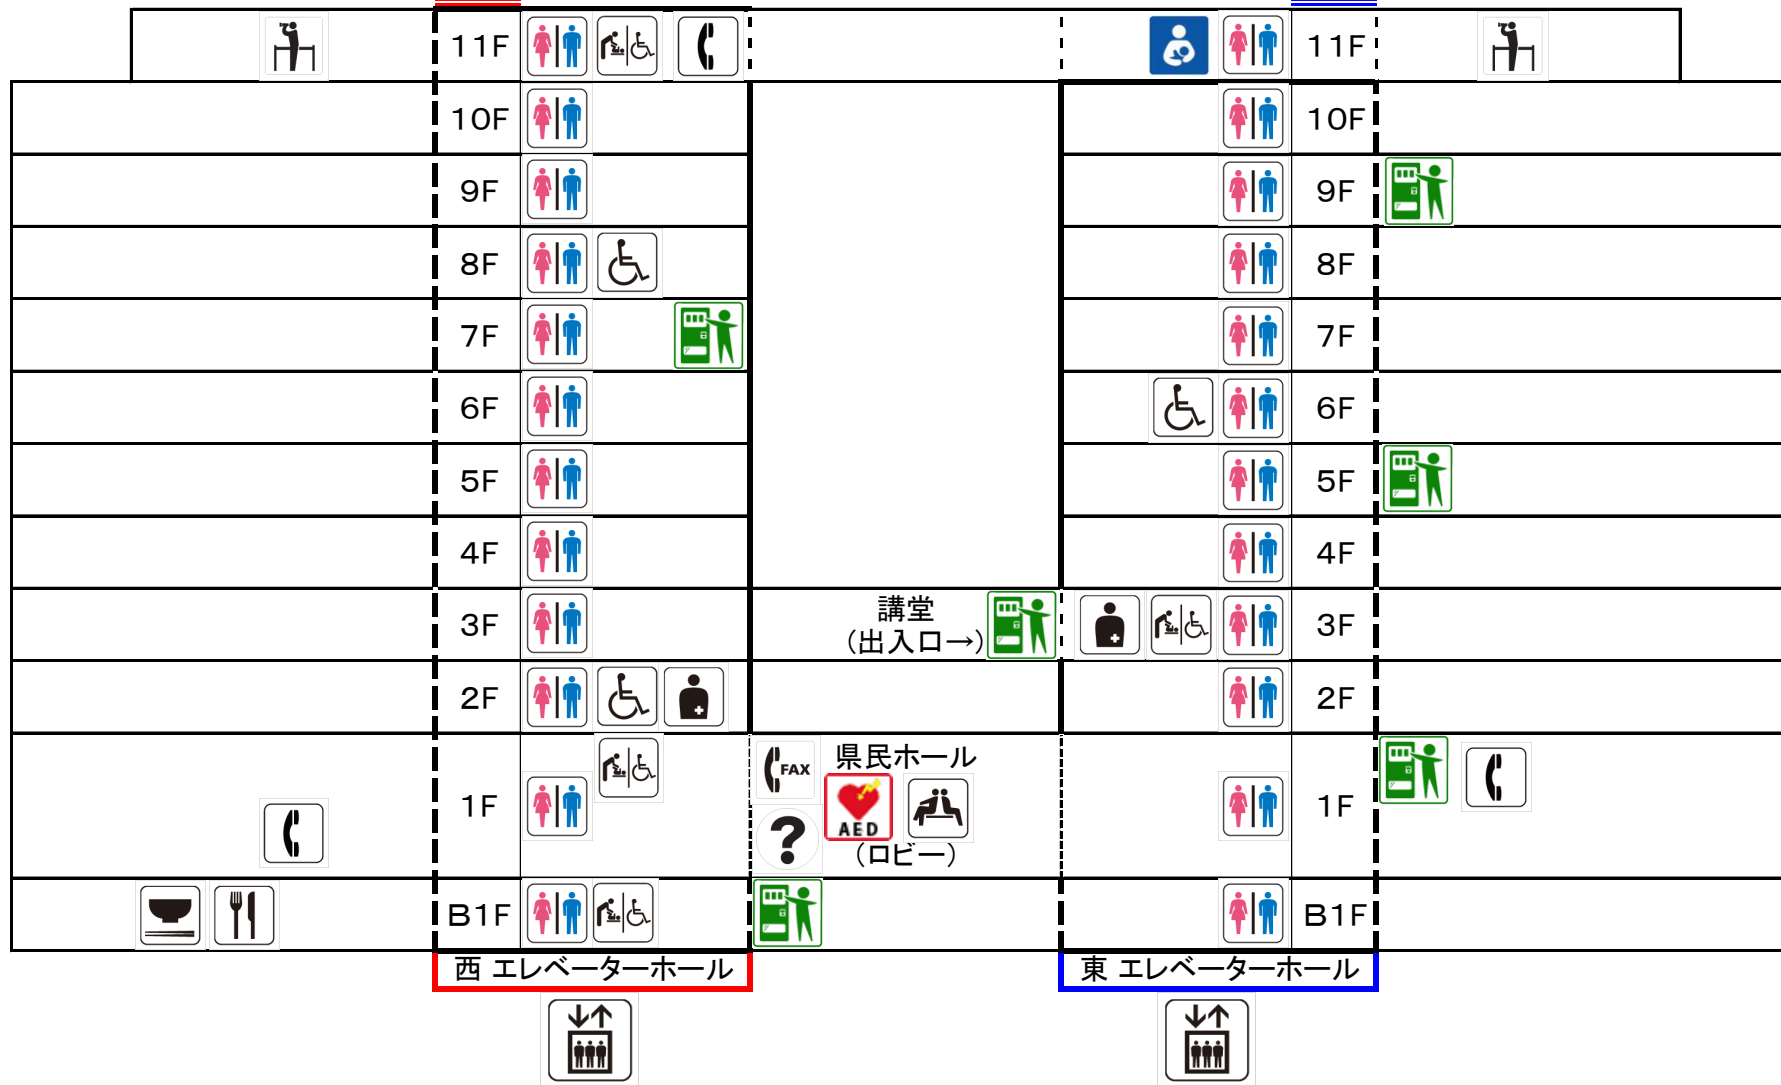 11F 11F
10F 10F
9F 9F
8F 8F
7F 7F
6F 6F
5F 5F
4F 4F
講堂
3F (出入口→) 3F
2F 2F
県民ホール
FAX
1F AED 1F
?
(ロビー)
B1F B1F
西 エレベーターホール 東 エレベーターホール